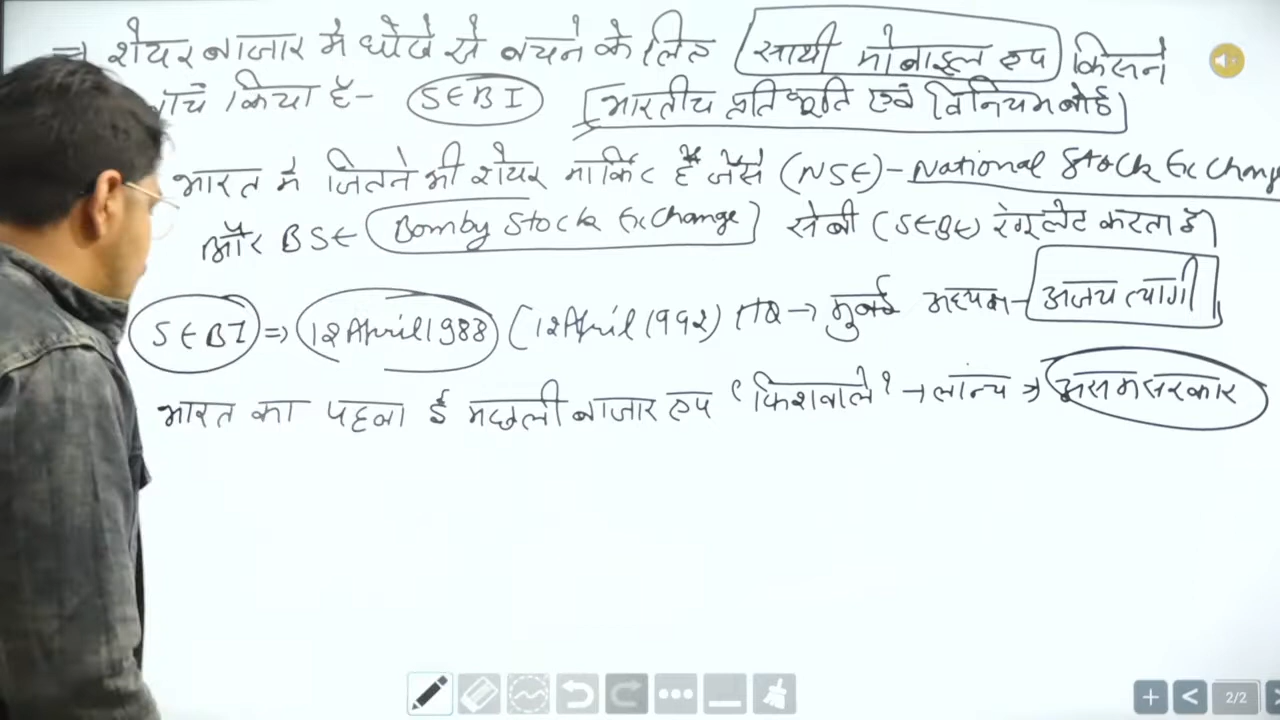 ⇒ शेयर बाजार मे धोखे से बचने के लिए साथी मोबाइल एप किसने
लांच किया है- SEBI [भारतीय प्रतिभूति एवं विनियम बोर्ड]
भारत मे जितने भी शेयर मार्किट हैं जैसे (NSE)- National Stock Exchange
और BSE Bomby Stock Exchange सेबी (SEBI) रेगुलेट करता है।
SEBI ⇒ 12 April 1988 (12 April 1992) HQ → मुंबई अध्यक्ष- अजय त्यागी
भारत का पहला ई मछली बाजार एप 'फिशवाले' → लान्च → असम सरकार
2/2